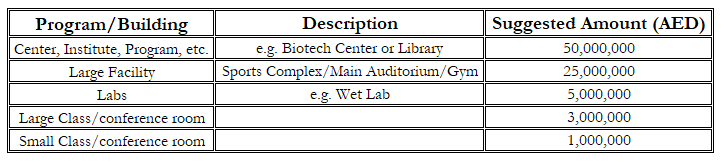 Program/Building Description Suggested Amount (AED)
Center, Institute, Program, etc. e.g. Biotech Center or Library 50,000,000
Large Facility Sports Complex/Main Auditorium/Gym 25,000,000
Labs e.g. Wet Lab 5,000,000
Large Class/conference room 3,000,000
Small Class/conference room 1,000,000